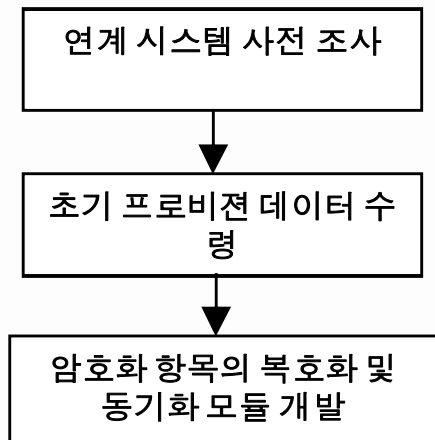 연계 시스템 사전 조사
초기 프로비젼 데이터 수
령
암호화 항목의 복호화 및
동기화 모듈 개발